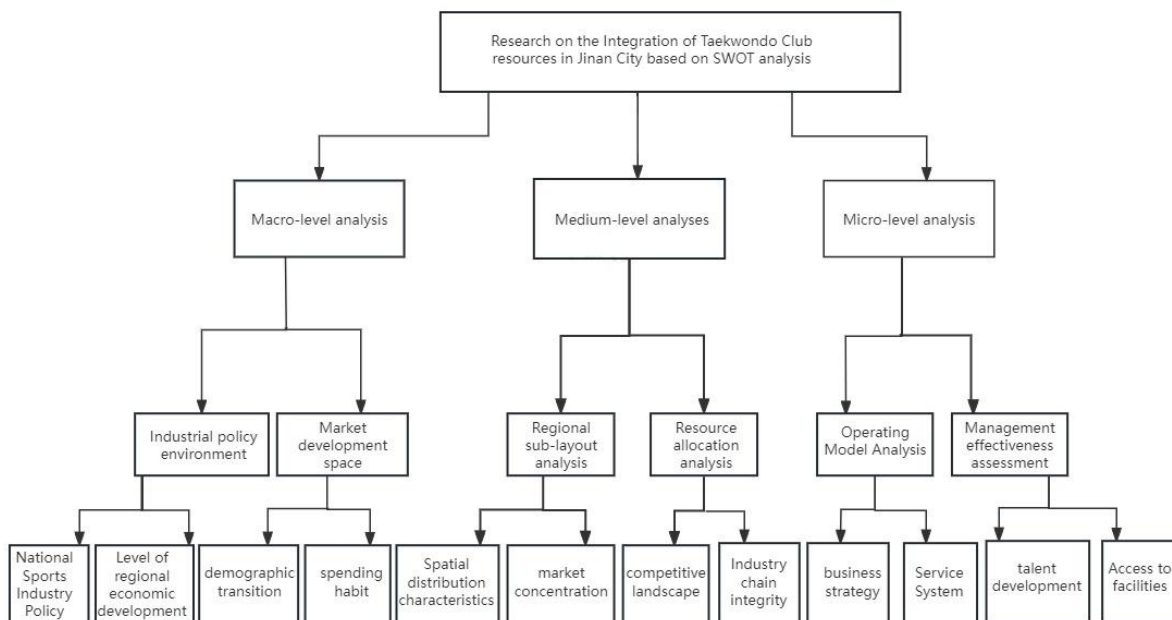 Research on the Integration of Taekwondo Club
resources in Jinan City based on SWOT analysis
Macro-level analysis
Medium-level analyses
Micro-level analysis
Industrial policy
environment
Market
development
space
Regional
sub-layout
analysis
Resource
allocation
analysis
Operating
Model Analysis
Management
effectiveness
assessment
National
Sports
Industry
Policy
Level of
regional
economic
development
demographic
transition
spending
habit
Spatial
distribution
characteristics
market
concentration
competitive
landscape
Industry
chain
integrity
business
strategy
Service
System
talent
development
Access to
facilities